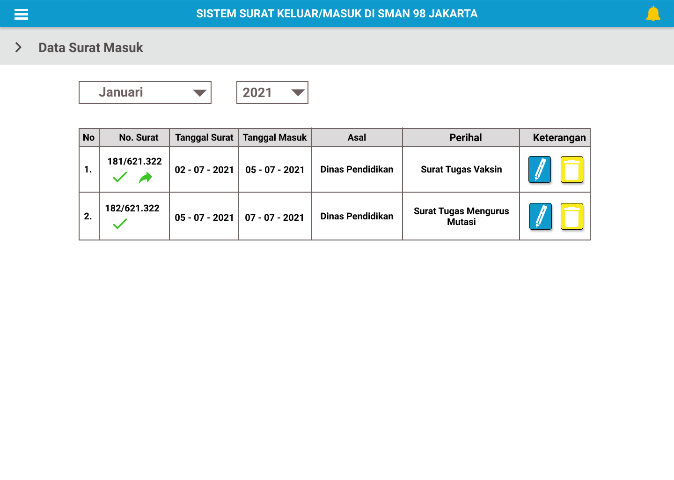 SISTEM SURAT KELUAR/MASUK DI SMAN 98 JAKARTA
Data Surat Masuk
Januari 2021
No No. Surat Tanggal Surat Tanggal Masuk Asal Perihal Keterangan
1. 181/621.322 02 - 07 - 2021 05 - 07 - 2021 Dinas Pendidikan Surat Tugas Vaksin
2. 182/621.322 05 - 07 - 2021 07 - 07 - 2021 Dinas Pendidikan Surat Tugas Mengurus
Mutasi